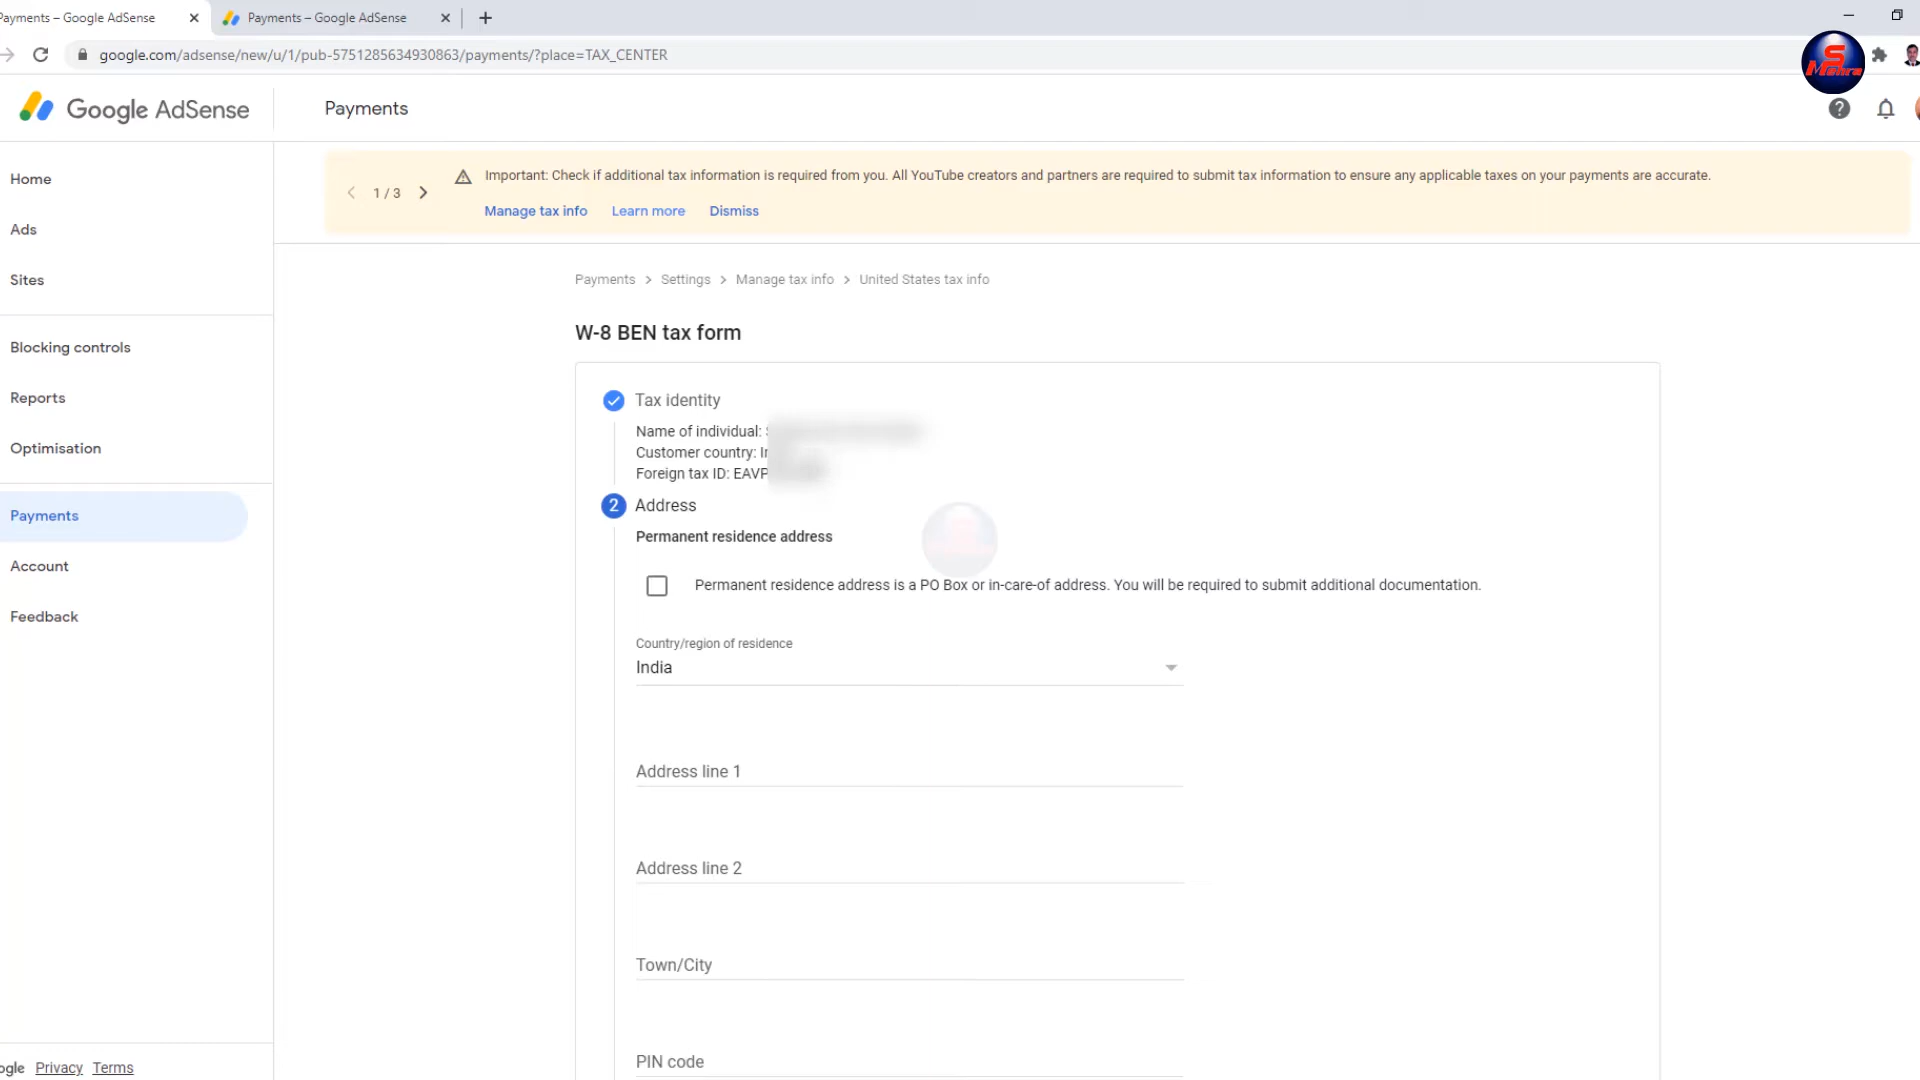 Payments – Google AdSense
Payments – Google AdSense
google.com/adsense/new/u/1/pub-5751285634930863/payments/?place=TAX_CENTER
S
Mehra
Google AdSense
Payments
Home
Ads
Sites
Blocking controls
Reports
Optimisation
Payments
Account
Feedback
1 / 3
Important: Check if additional tax information is required from you. All YouTube creators and partners are required to submit tax information to ensure any applicable taxes on your payments are accurate.
Manage tax info Learn more Dismiss
Payments > Settings > Manage tax info > United States tax info
W-8 BEN tax form
Tax identity
Name of individual:
Customer country:
Foreign tax ID: EAVP
2 Address
Permanent residence address
Permanent residence address is a PO Box or in-care-of address. You will be required to submit additional documentation.
Country/region of residence
India
Address line 1
Address line 2
Town/City
PIN code
ogle Privacy Terms